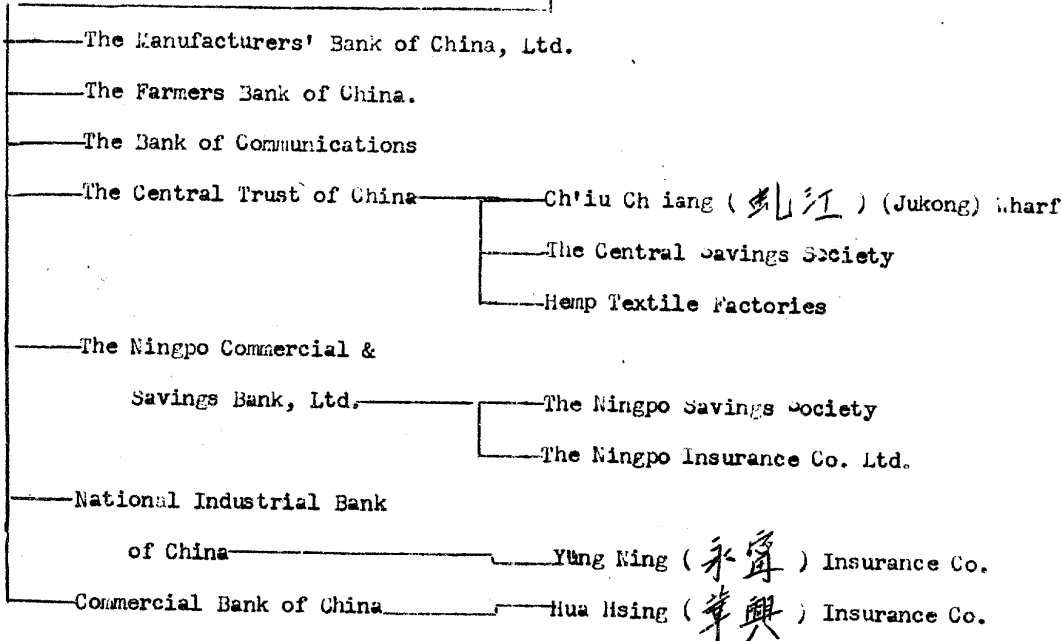 The Manufacturers' Bank of China, Ltd.
The Farmers Bank of China.
The Bank of Communications
The Central Trust of China
Ch'iu Ch iang ( 虬江 ) (Jukong) Wharf
The Central Savings Society
Hemp Textile Factories
The Ningpo Commercial &
Savings Bank, Ltd.
The Ningpo Savings Society
The Ningpo Insurance Co. Ltd.
National Industrial Bank
of China
Yung Ning ( 永甯 ) Insurance Co.
Commercial Bank of China
Hua Hsing ( 華興 ) Insurance Co.